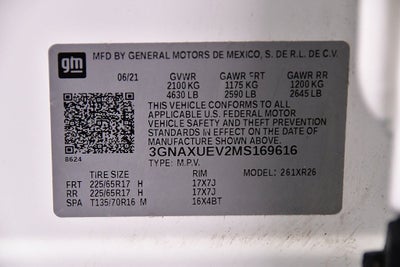 gm
MFD BY GENERAL MOTORS DE MEXICO, S. DE R.L. DE C.V.
06/21 GVWR GAWR FRT GAWR RR
2100 KG 1175 KG 1200 KG
4630 LB 2590 LB 2645 LB
THIS VEHICLE CONFORMS TO ALL
APPLICABLE U.S. FEDERAL MOTOR
VEHICLE SAFETY AND THEFT PREVENTION
STANDARDS IN EFFECT ON THE DATE OF
MANUFACTURE SHOWN ABOVE.
8624
3GNAXUEV2MS169616
TYPE: M.P.V. MODEL: 261XR26
TIRE SIZE RIM
FRT 225/65R17 H 17X7J
RR 225/65R17 H 17X7J
SPA T135/70R16 M 16X4BT